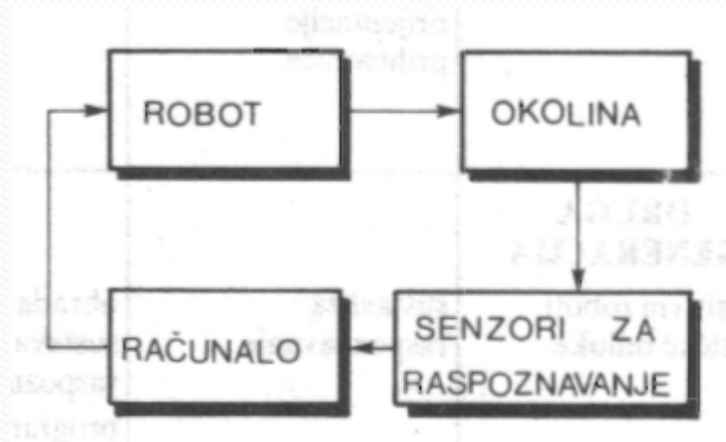 ROBOT
OKOLINA
SENZORI ZA
RASPOZNAVANJE
RAČUNALO